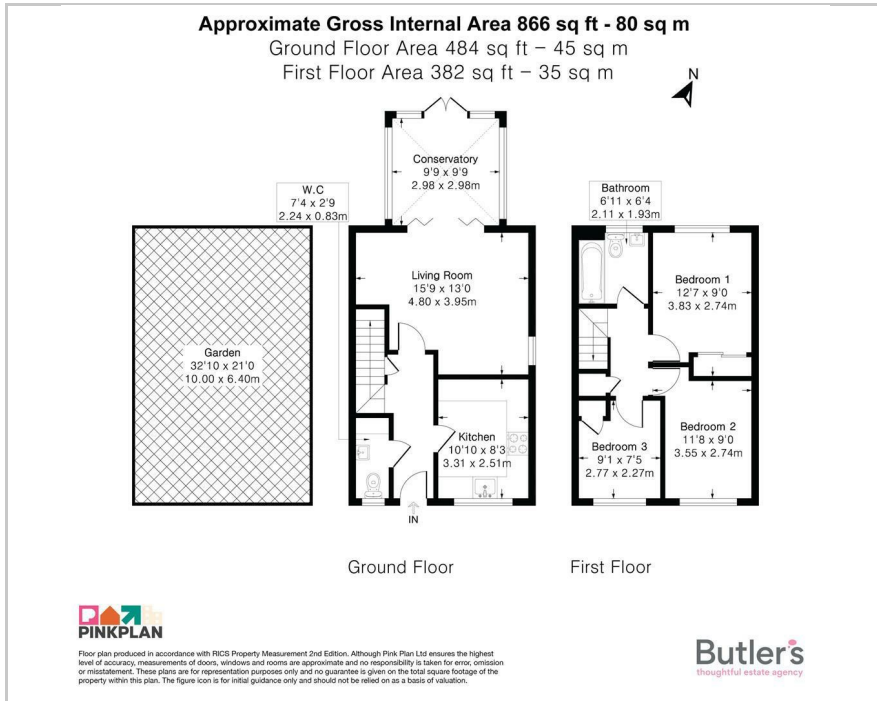 Approximate Gross Internal Area 866 sq ft - 80 sq m
Ground Floor Area 484 sq ft – 45 sq m
First Floor Area 382 sq ft – 35 sq m
N
Conservatory
9'9 x 9'9
2.98 x 2.98m
W.C
7'4 x 2'9
2.24 x 0.83m
Bathroom
6'11 x 6'4
2.11 x 1.93m
Living Room
15'9 x 13'0
4.80 x 3.95m
Bedroom 1
12'7 x 9'0
3.83 x 2.74m
Garden
32'10 x 21'0
10.00 x 6.40m
Kitchen
10'10 x 8'3
3.31 x 2.51m
Bedroom 3
9'1 x 7'5
2.77 x 2.27m
Bedroom 2
11'8 x 9'0
3.55 x 2.74m
IN
Ground Floor
First Floor
PINKPLAN
Floor plan produced in accordance with RICS Property Measurement 2nd Edition. Although Pink Plan Ltd ensures the highest
level of accuracy, measurements of doors, windows and rooms are approximate and no responsibility is taken for error, omission
or misstatement. These plans are for representation purposes only and no guarantee is given on the total square footage of the
property within this plan. The figure icon is for initial guidance only and should not be relied on as a basis of valuation.
Butler's
thoughtful estate agency